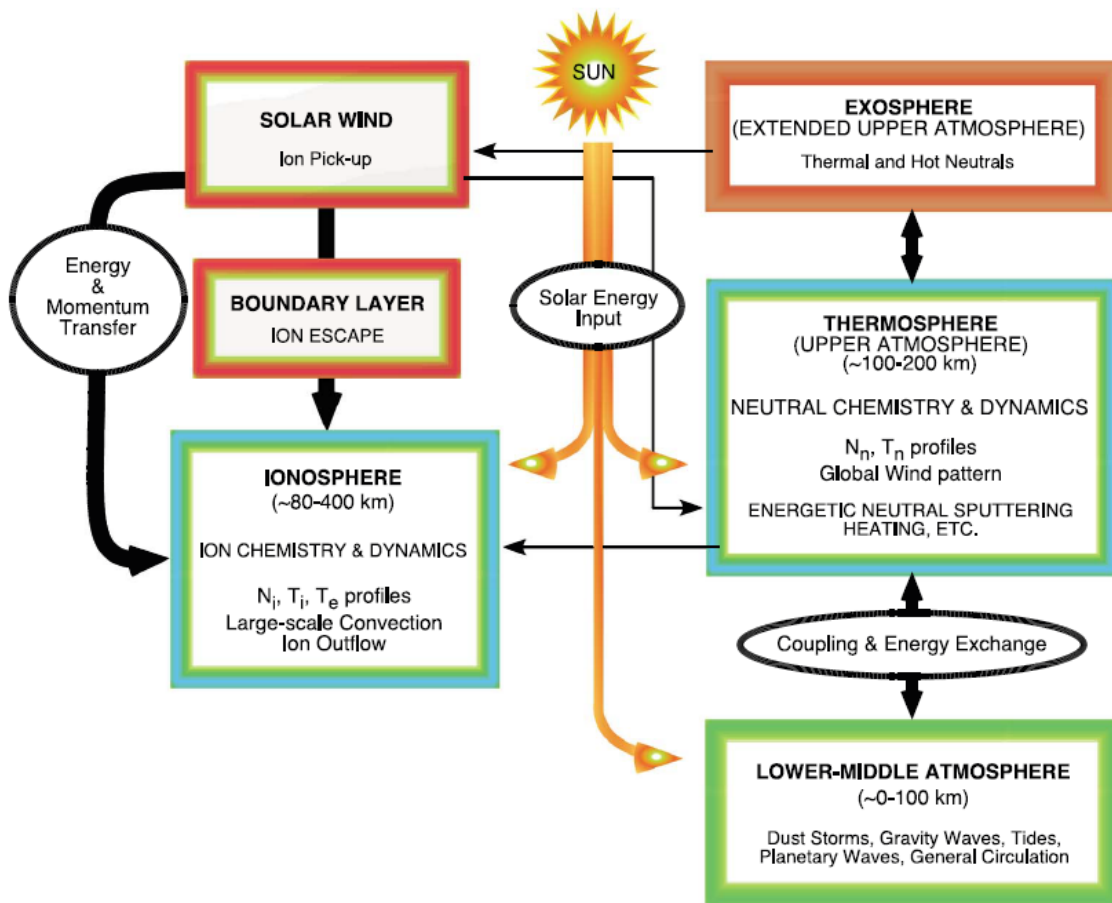 SUN
SOLAR WIND
Ion Pick-up
EXOSPHERE
(EXTENDED UPPER ATMOSPHERE)
Thermal and Hot Neutrals
Energy
&
Momentum
Transfer
BOUNDARY LAYER
ION ESCAPE
Solar Energy
Input
THERMOSPHERE
(UPPER ATMOSPHERE)
(~100-200 km)
NEUTRAL CHEMISTRY & DYNAMICS
Nn, Tn profiles
Global Wind pattern
ENERGETIC NEUTRAL SPUTTERING
HEATING, ETC.
IONOSPHERE
(~80-400 km)
ION CHEMISTRY & DYNAMICS
Ni, Ti, Te profiles
Large-scale Convection
Ion Outflow
Coupling & Energy Exchange
LOWER-MIDDLE ATMOSPHERE
(~0-100 km)
Dust Storms, Gravity Waves, Tides,
Planetary Waves, General Circulation